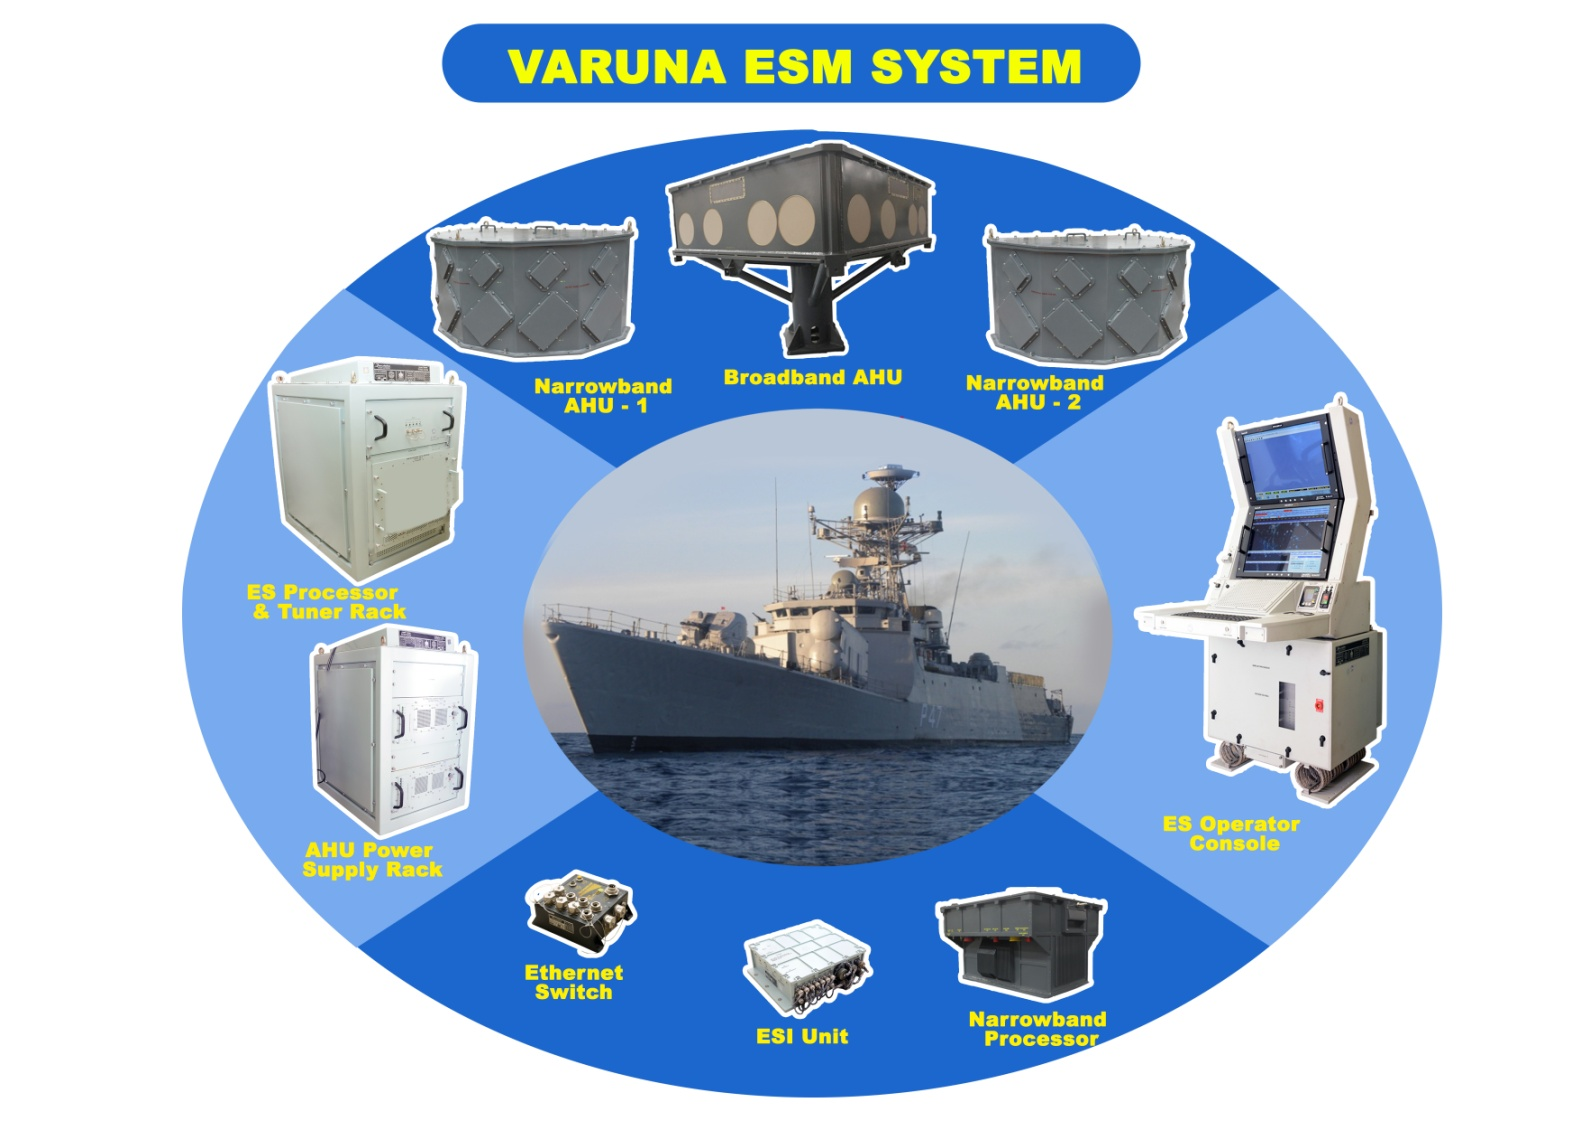 VARUNA ESM SYSTEM
Broadband AHU
Narrowband
AHU - 1
Narrowband
AHU - 2
ES Processor
& Tuner Rack
AHU Power
Supply Rack
P 47
ES Operator
Console
Ethernet
Switch
ESI Unit
Narrowband
Processor